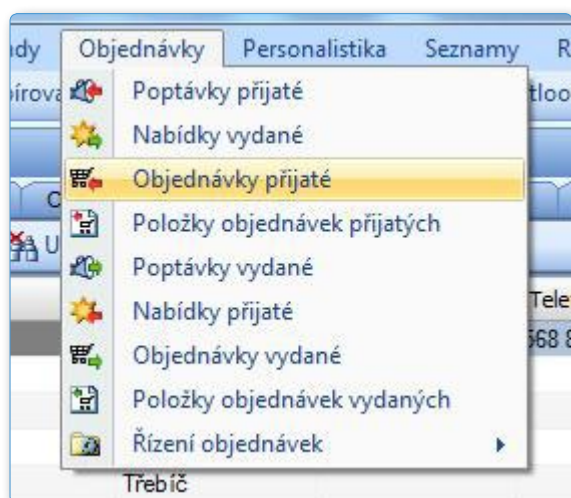 Objednávky Personalistika Seznamy
Poptávky přijaté
Nabídky vydané
Objednávky přijaté
Položky objednávek přijatých
Poptávky vydané
Nabídky přijaté
Objednávky vydané
Položky objednávek vydaných
Řízení objednávek
Třebíč